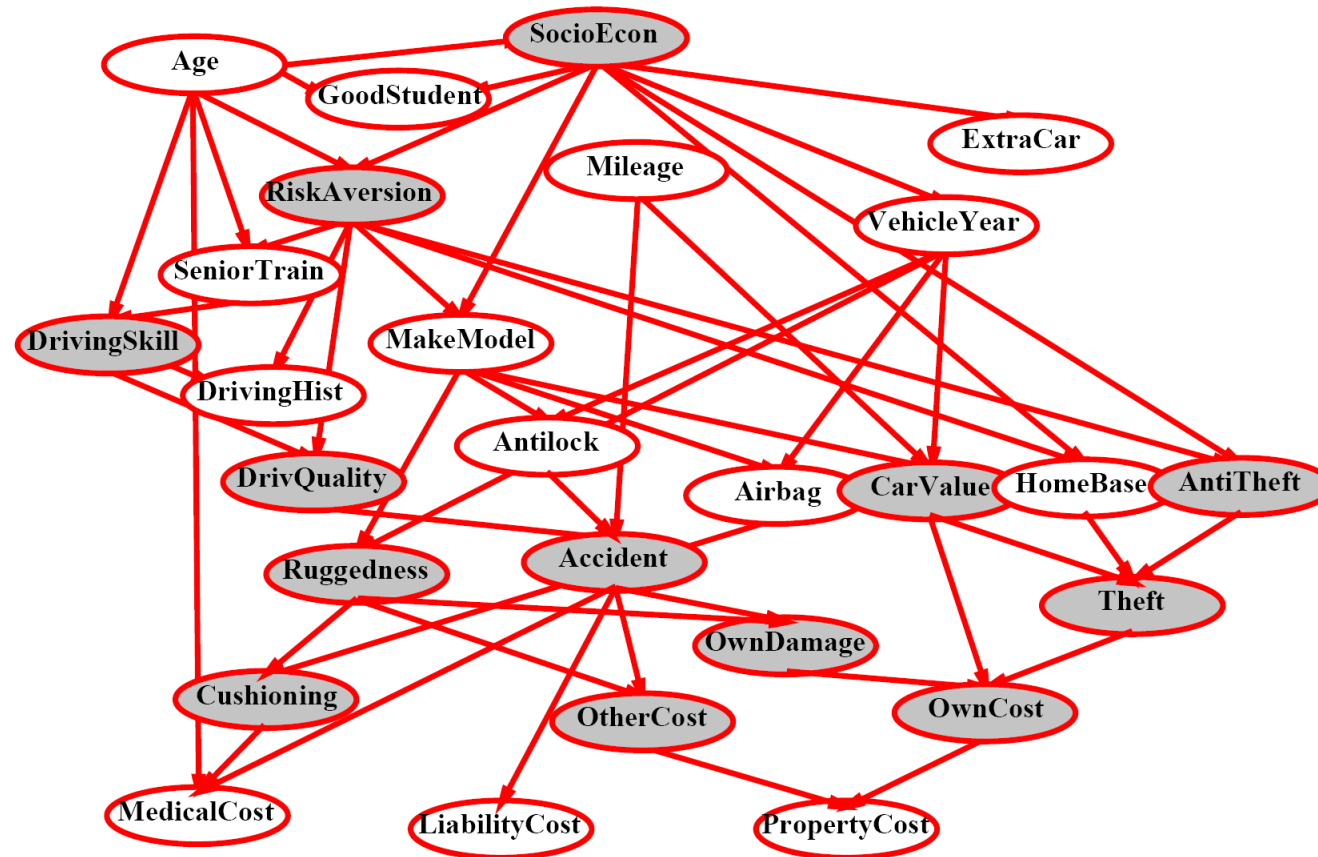 SocioEcon
Age
GoodStudent
ExtraCar
Mileage
RiskAversion
VehicleYear
SeniorTrain
DrivingSkill
MakeModel
DrivingHist
Antilock
DrivQuality
Airbag
CarValue
HomeBase
AntiTheft
Ruggedness
Accident
Theft
OwnDamage
Cushioning
OtherCost
OwnCost
MedicalCost
LiabilityCost
PropertyCost